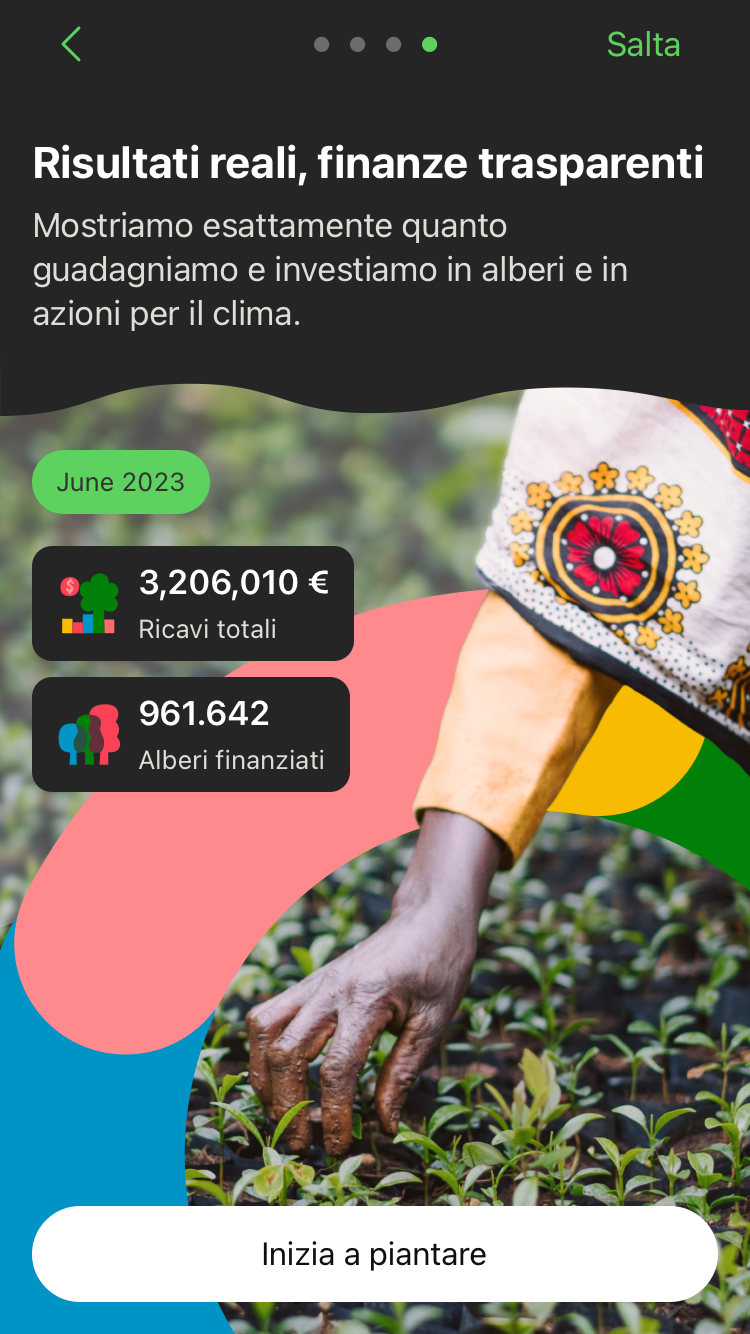 Salta
Risultati reali, finanze trasparenti
Mostriamo esattamente quanto
guadagniamo e investiamo in alberi e in
azioni per il clima.
June 2023
$
3,206,010 €
Ricavi totali
961.642
Alberi finanziati
Inizia a piantare